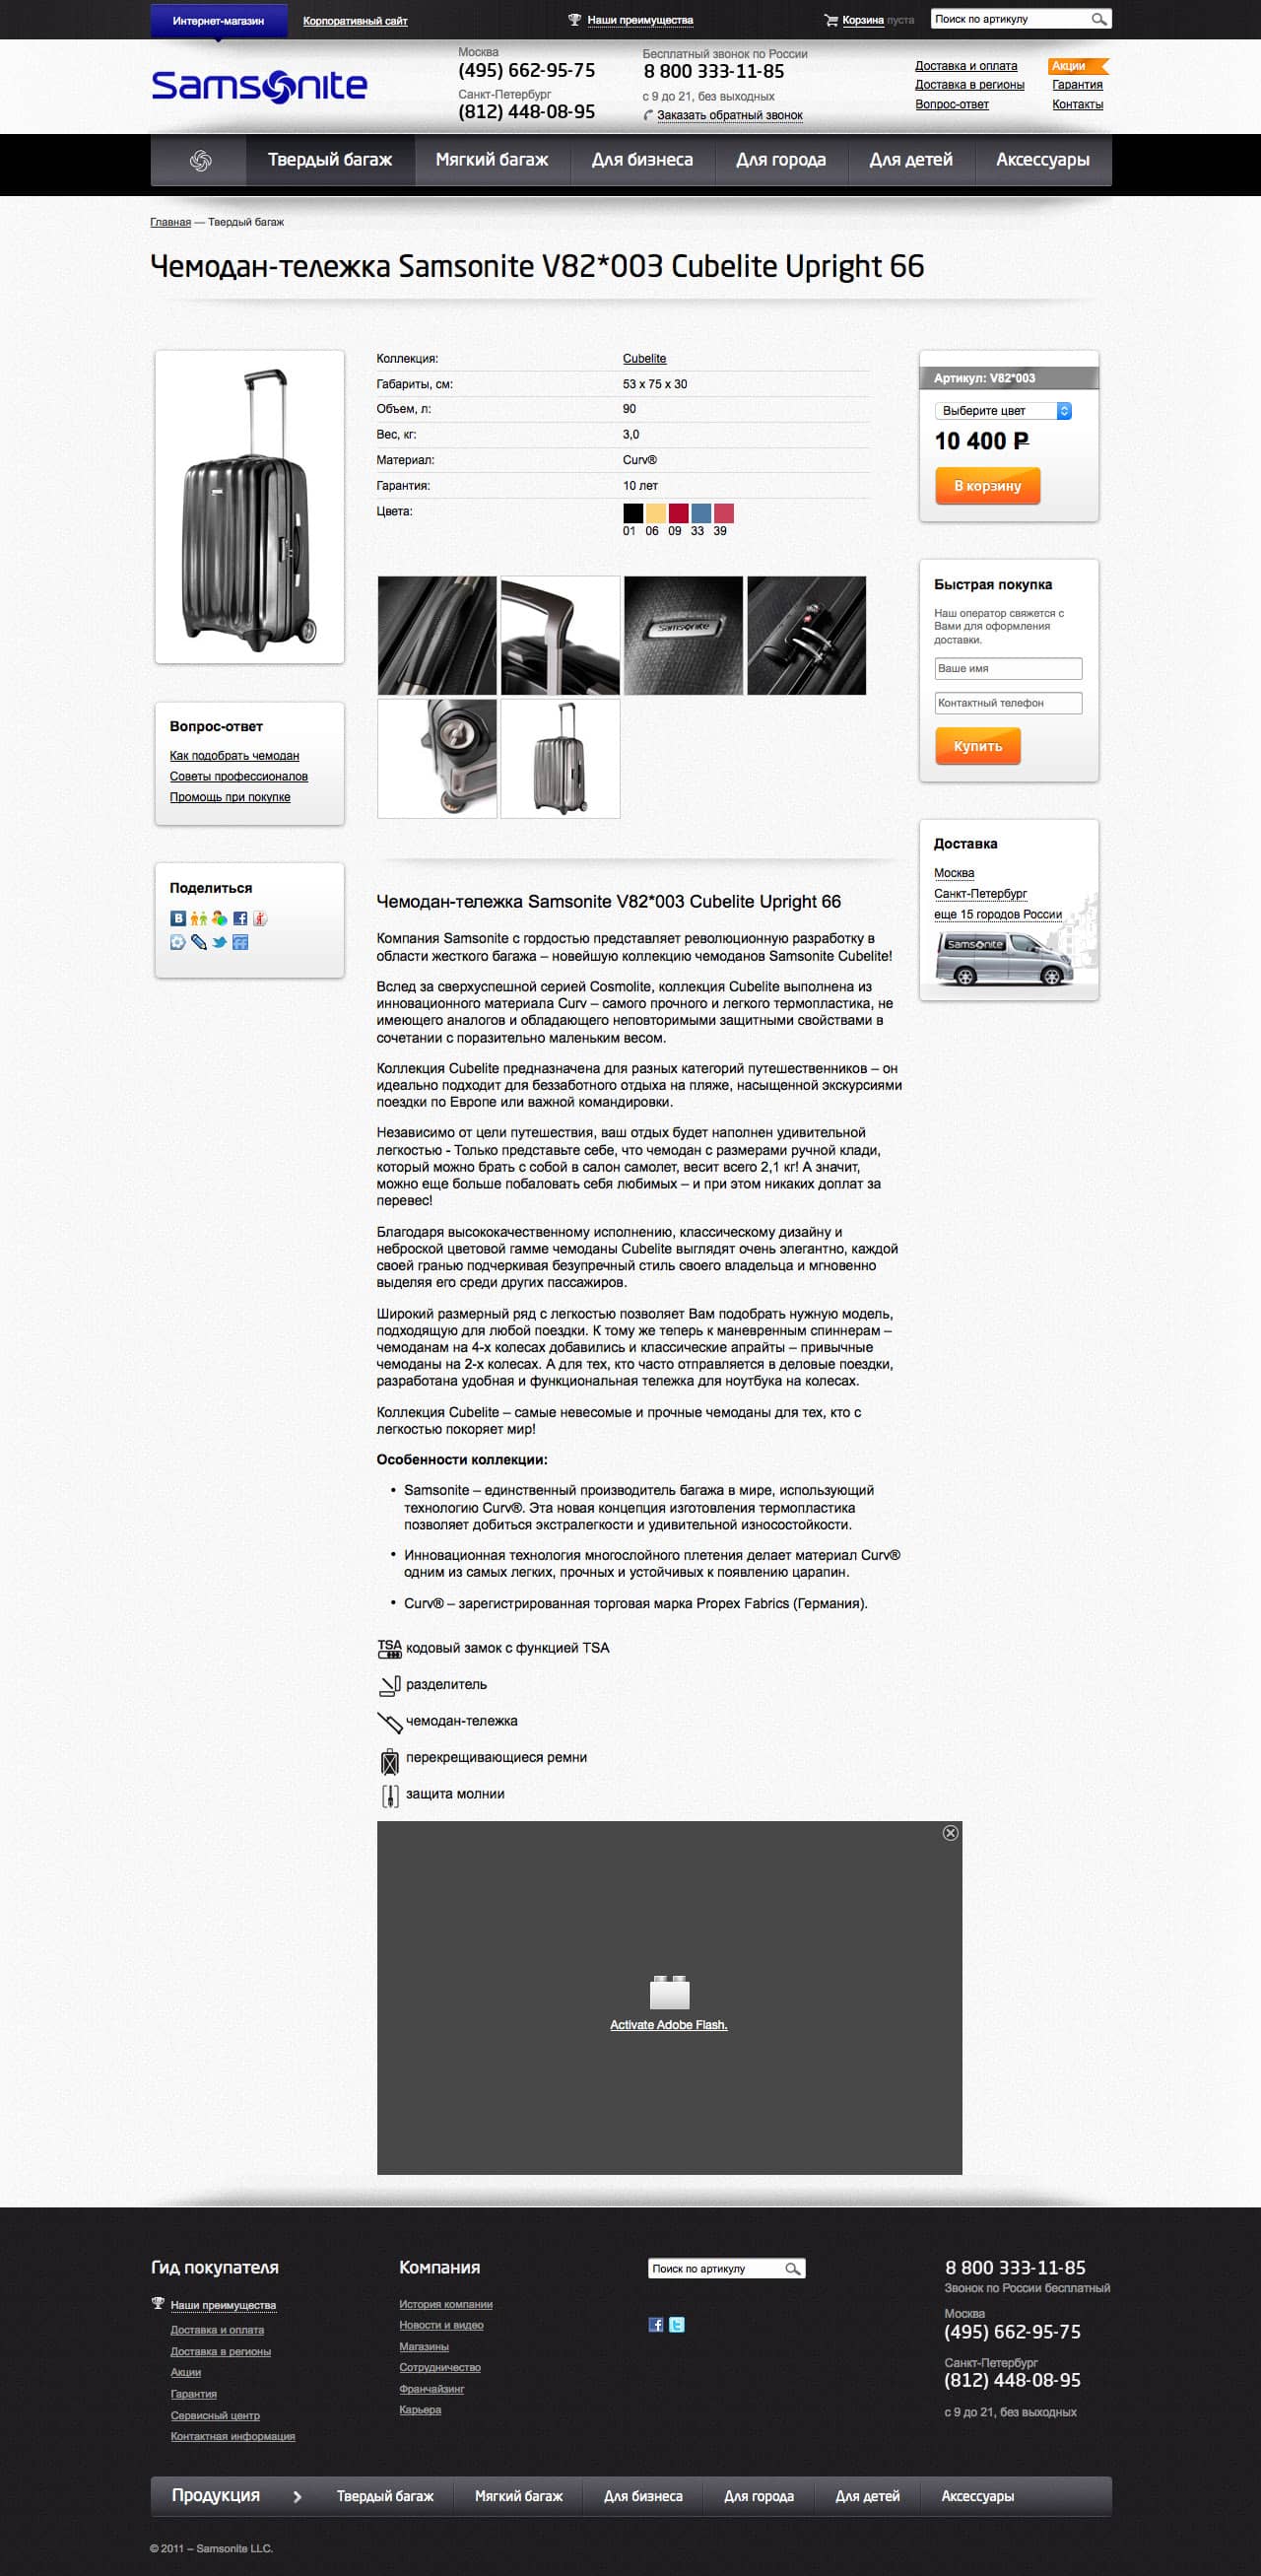 Интернет-магазин
Корпоративный сайт
Наши преимущества
Корзина пуста
Поиск по артикулу
Samsonite
Москва
(495) 662-95-75
Санкт-Петербург
(812) 448-08-95
Бесплатный звонок по России
8 800 333-11-85
с 9 до 21, без выходных
Заказать обратный звонок
Доставка и оплата
Доставка в регионы
Вопрос-ответ
Акции
Гарантия
Контакты
Твердый багаж
Мягкий багаж
Для бизнеса
Для города
Для детей
Аксессуары
Главная — Твердый багаж
Чемодан-тележка Samsonite V82*003 Cubelite Upright 66
Коллекция: Cubelite
Габариты, см: 53 x 75 x 30
Объем, л: 90
Вес, кг: 3,0
Материал: Curv®
Гарантия: 10 лет
Цвета:
01 06 09 33 39
Samsonite
Артикул: V82*003
Выберите цвет
10 400 Р
В корзину
Быстрая покупка
Наш оператор свяжется с
Вами для оформления
доставки.
Ваше имя
Контактный телефон
Купить
Доставка
Москва
Санкт-Петербург
еще 15 городов России
Samsonite
Вопрос-ответ
Как подобрать чемодан
Советы профессионалов
Промощь при покупке
Поделиться
Чемодан-тележка Samsonite V82*003 Cubelite Upright 66
Компания Samsonite с гордостью представляет революционную разработку в
области жесткого багажа – новейшую коллекцию чемоданов Samsonite Cubelite!
Вслед за сверхуспешной серией Cosmolite, коллекция Cubelite выполнена из
инновационного материала Curv – самого прочного и легкого термопластика, не
имеющего аналогов и обладающего неповторимыми защитными свойствами в
сочетании с поразительно маленьким весом.
Коллекция Cubelite предназначена для разных категорий путешественников – он
идеально подходит для беззаботного отдыха на пляже, насыщенной экскурсиями
поездки по Европе или важной командировки.
Независимо от цели путешествия, ваш отдых будет наполнен удивительной
легкостью - Только представьте себе, что чемодан с размерами ручной клади,
который можно брать с собой в салон самолет, весит всего 2,1 кг! А значит,
можно еще больше побаловать себя любимых – и при этом никаких доплат за
перевес!
Благодаря высококачественному исполнению, классическому дизайну и
неброской цветовой гамме чемоданы Cubelite выглядят очень элегантно, каждой
своей гранью подчеркивая безупречный стиль своего владельца и мгновенно
выделяя его среди других пассажиров.
Широкий размерный ряд с легкостью позволяет Вам подобрать нужную модель,
подходящую для любой поездки. К тому же теперь к маневренным спиннерам –
чемоданам на 4-х колесах добавились и классические апрайты – привычные
чемоданы на 2-х колесах. А для тех, кто часто отправляется в деловые поездки,
разработана удобная и функциональная тележка для ноутбука на колесах.
Коллекция Cubelite – самые невесомые и прочные чемоданы для тех, кто с
легкостью покоряет мир!
Особенности коллекции:
• Samsonite – единственный производитель багажа в мире, использующий
технологию Curv®. Эта новая концепция изготовления термопластика
позволяет добиться экстралегкости и удивительной износостойкости.
• Инновационная технология многослойного плетения делает материал Curv®
одним из самых легких, прочных и устойчивых к появлению царапин.
• Curv® – зарегистрированная торговая марка Propex Fabrics (Германия).
TSA кодовый замок с функцией TSA
разделитель
чемодан-тележка
перекрещивающиеся ремни
защита молнии
Activate Adobe Flash.
Гид покупателя
Наши преимущества
Доставка и оплата
Доставка в регионы
Акции
Гарантия
Сервисный центр
Контактная информация
Компания
История компании
Новости и видео
Магазины
Сотрудничество
Франчайзинг
Карьера
Поиск по артикулу
8 800 333-11-85
Звонок по России бесплатный
Москва
(495) 662-95-75
Санкт-Петербург
(812) 448-08-95
с 9 до 21, без выходных
Продукция
Твердый багаж
Мягкий багаж
Для бизнеса
Для города
Для детей
Аксессуары
© 2011 – Samsonite LLC.